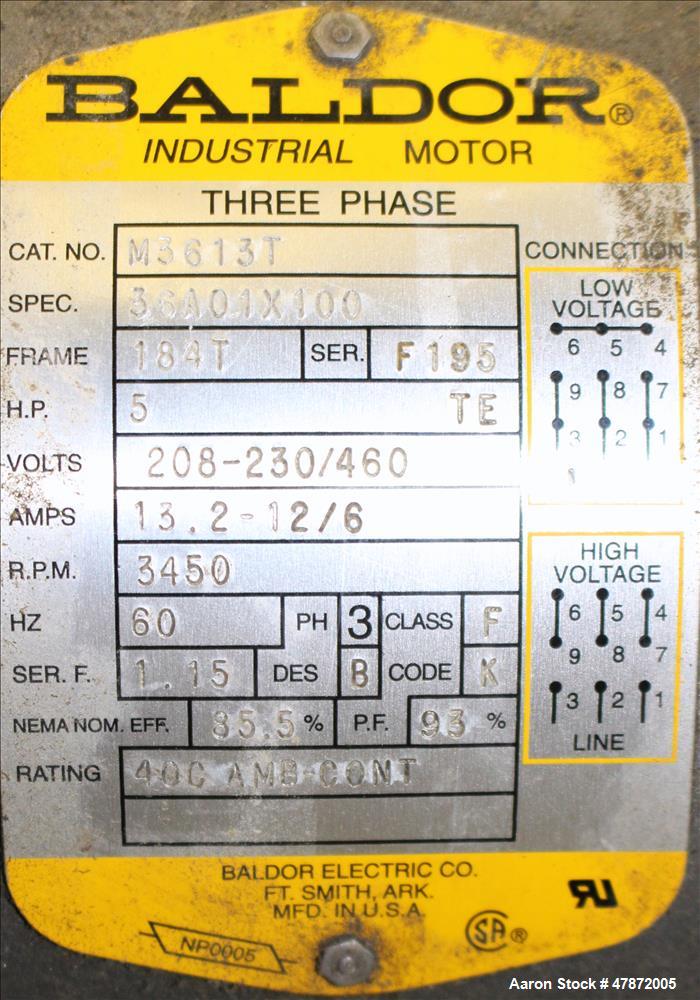 BALDOR®
INDUSTRIAL MOTOR
THREE PHASE
CAT. NO. M3613T
SPEC. 36A01X100
FRAME 184T SER. F195
H.P. 5 TE
VOLTS 208-230/460
AMPS 13.2-12/6
R.P.M. 3450
HZ 60 PH 3 CLASS F
SER. F. 1.15 DES B CODE K
NEMA NOM. EFF. 85.5 % P.F. 93 %
RATING 40C AMB-CONT
CONNECTION
LOW
VOLTAGE
6 5 4
9 8 7
3 2 1
HIGH
VOLTAGE
6 5 4
9 8 7
3 2 1
LINE
BALDOR ELECTRIC CO.
FT. SMITH, ARK.
MFD. IN U.S.A.
NP0005
SA®
RU
Aaron Stock # 47872005